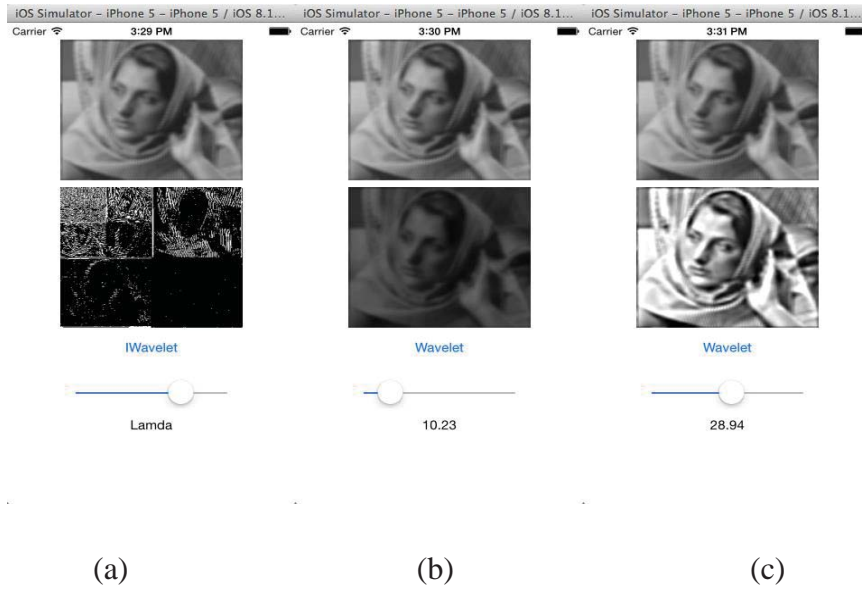 iOS Simulator – iPhone 5 – iPhone 5 / iOS 8.1...
Carrier 3:29 PM
IWavelet
Lamda
(a)
iOS Simulator – iPhone 5 – iPhone 5 / iOS 8.1...
Carrier 3:30 PM
Wavelet
10.23
(b)
iOS Simulator – iPhone 5 – iPhone 5 / iOS 8.1...
Carrier 3:31 PM
Wavelet
28.94
(c)